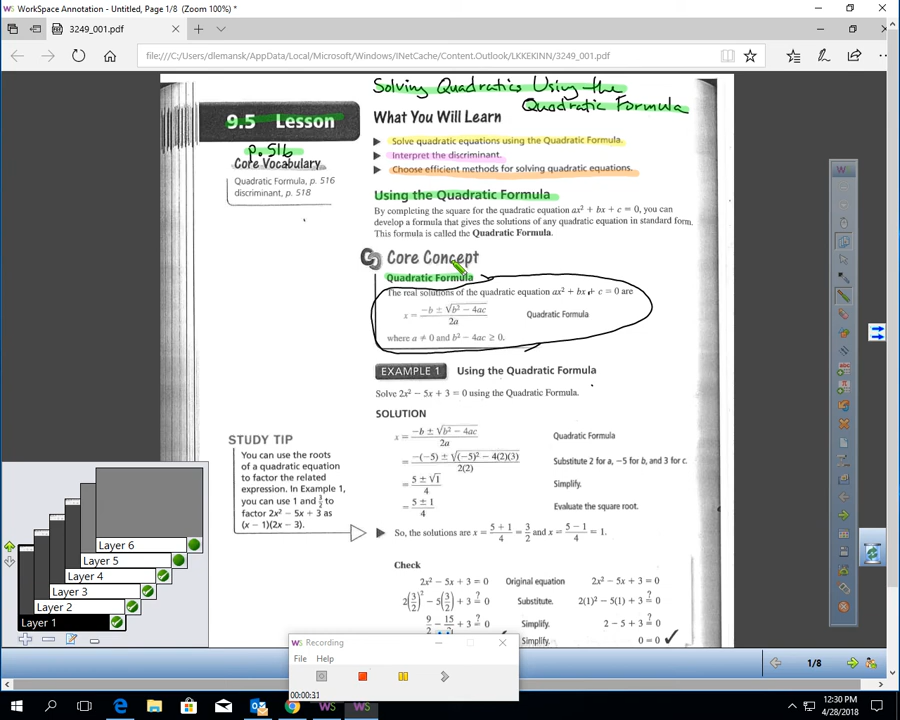 WorkSpace Annotation - Untitled, Page 1/8 (Zoom 100%) *
3249_001.pdf
file:///C:/Users/dlemansk/AppData/Local/Microsoft/Windows/INetCache/Content.Outlook/LKKEKINN/3249_001.pdf
Solving Quadratics Using the
Quadratic Formula
9.5 Lesson
What You Will Learn
p. 516
Core Vocabulary
Quadratic Formula, p. 516
discriminant, p. 518
▶ Solve quadratic equations using the Quadratic Formula.
▶ Interpret the discriminant.
▶ Choose efficient methods for solving quadratic equations.
Using the Quadratic Formula
By completing the square for the quadratic equation ax² + bx + c = 0, you can
develop a formula that gives the solutions of any quadratic equation in standard form.
This formula is called the Quadratic Formula.
Core Concept
Quadratic Formula
The real solutions of the quadratic equation ax² + bx + c = 0 are
x = (-b ± √(b² - 4ac))/2a Quadratic Formula
where a ≠ 0 and b² - 4ac ≥ 0.
EXAMPLE 1 Using the Quadratic Formula
Solve 2x² - 5x + 3 = 0 using the Quadratic Formula.
SOLUTION
x = (-b ± √(b² - 4ac))/2a Quadratic Formula
= (-(-5) ± √((-5)² - 4(2)(3)))/2(2) Substitute 2 for a, -5 for b, and 3 for c.
= (5 ± √1)/4 Simplify.
= (5 ± 1)/4 Evaluate the square root.
▶ So, the solutions are x = (5 + 1)/4 = 3/2 and x = (5 - 1)/4 = 1.
STUDY TIP
You can use the roots
of a quadratic equation
to factor the related
expression. In Example 1,
you can use 1 and 3/2 to
factor 2x² - 5x + 3 as
(x - 1)(2x - 3).
Check
2x² - 5x + 3 = 0 Original equation 2x² - 5x + 3 = 0
2(3/2)² - 5(3/2) + 3 ≟ 0 Substitute. 2(1)² - 5(1) + 3 ≟ 0
9/2 - 15/2 + 3 ≟ 0 Simplify. 2 - 5 + 3 ≟ 0
Simplify. 0 = 0 ✓
Layer 6
Layer 5
Layer 4
Layer 3
Layer 2
Layer 1
Recording
File Help
00:00:31
1/8
12:30 PM
4/28/2018